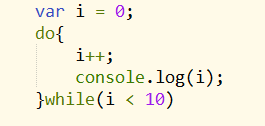 var i = 0;
do{
    i++;
    console.log(i);
}while(i < 10)